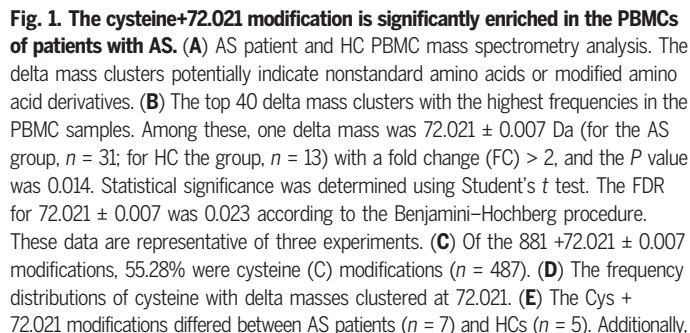 Fig. 1. The cysteine+72.021 modification is significantly enriched in the PBMCs
of patients with AS. (A) AS patient and HC PBMC mass spectrometry analysis. The
delta mass clusters potentially indicate nonstandard amino acids or modified amino
acid derivatives. (B) The top 40 delta mass clusters with the highest frequencies in the
PBMC samples. Among these, one delta mass was 72.021 ± 0.007 Da (for the AS
group, n = 31; for HC the group, n = 13) with a fold change (FC) > 2, and the P value
was 0.014. Statistical significance was determined using Student's t test. The FDR
for 72.021 ± 0.007 was 0.023 according to the Benjamini–Hochberg procedure.
These data are representative of three experiments. (C) Of the 881 +72.021 ± 0.007
modifications, 55.28% were cysteine (C) modifications (n = 487). (D) The frequency
distributions of cysteine with delta masses clustered at 72.021. (E) The Cys +
72.021 modifications differed between AS patients (n = 7) and HCs (n = 5). Additionally,